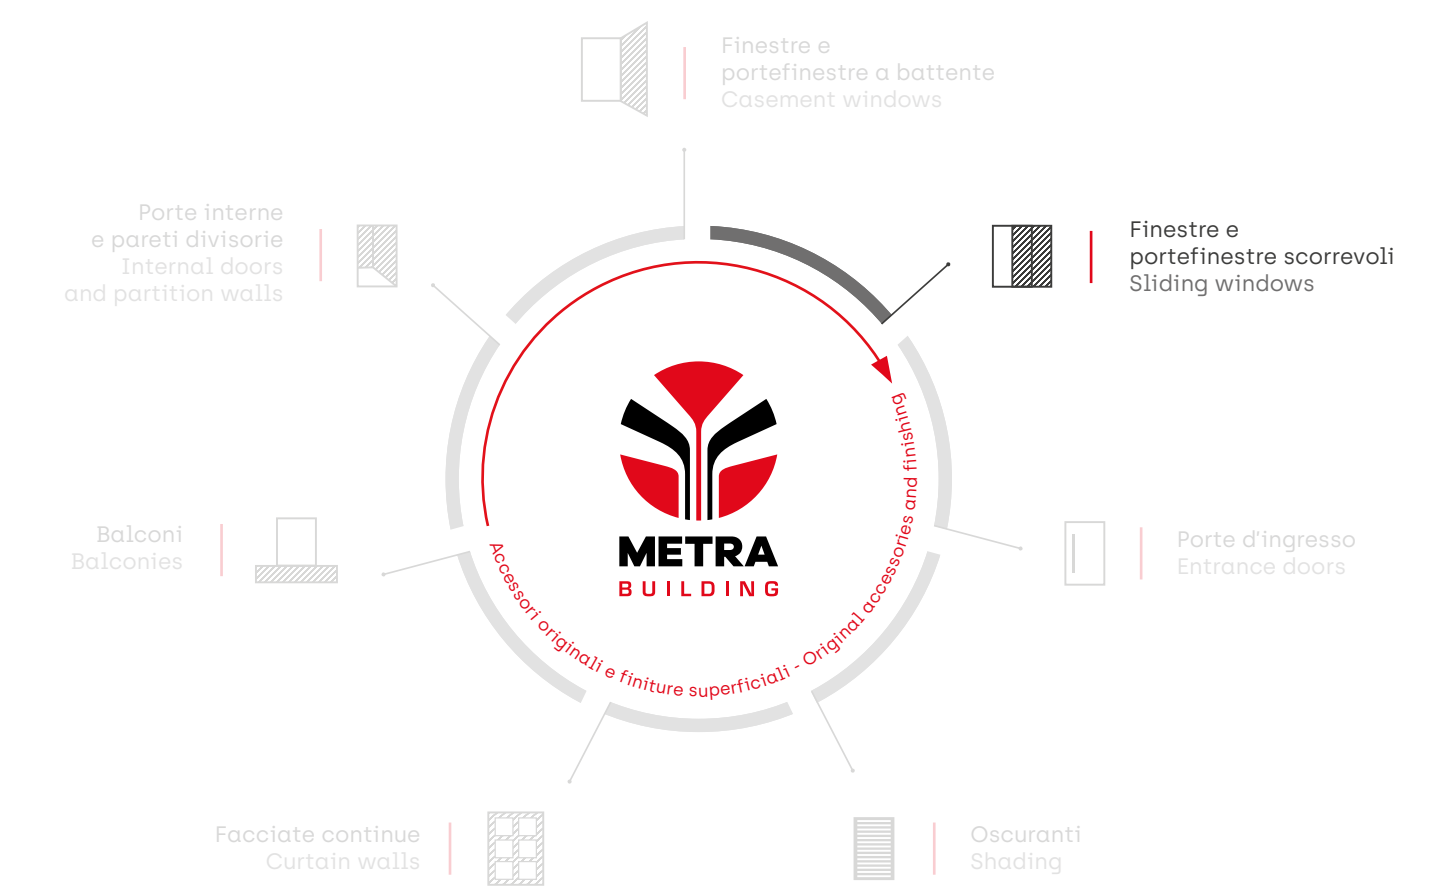 Finestre e
portefinestre a battente
Casement windows
Porte interne
e pareti divisorie
Internal doors
and partition walls
Finestre e
portefinestre scorrevoli
Sliding windows
METRA
BUILDING
Balconi
Balconies
Porte d'ingresso
Entrance doors
Accessori originali e finiture superficiali - Original accessories and finishing
Facciate continue
Curtain walls
Oscuranti
Shading